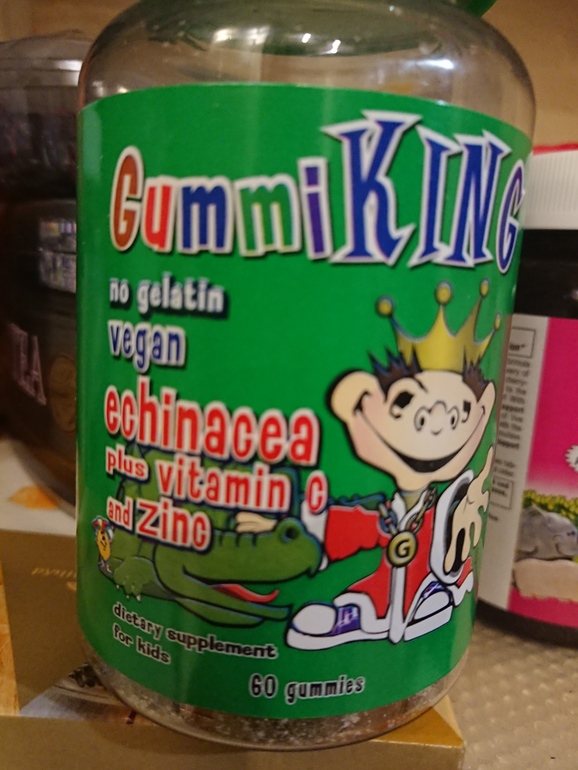 GummiKING
no gelatin
vegan
echinacea
plus vitamin c
and zinc
G
dietary supplement
for kids
60 gummies